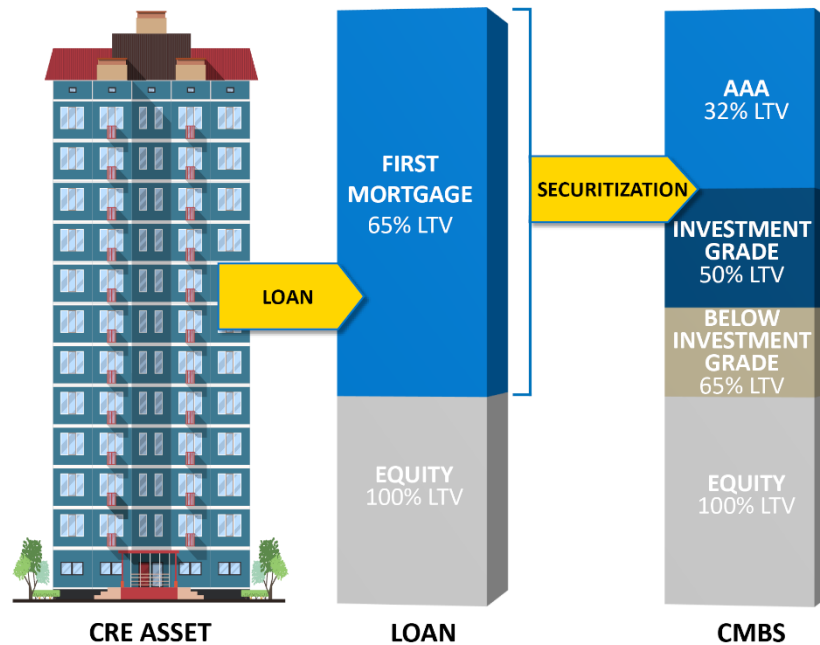 FIRST
MORTGAGE
65% LTV
EQUITY
100% LTV
LOAN
SECURITIZATION
AAA
32% LTV
INVESTMENT
GRADE
50% LTV
BELOW
INVESTMENT
GRADE
65% LTV
EQUITY
100% LTV
CRE ASSET
LOAN
CMBS